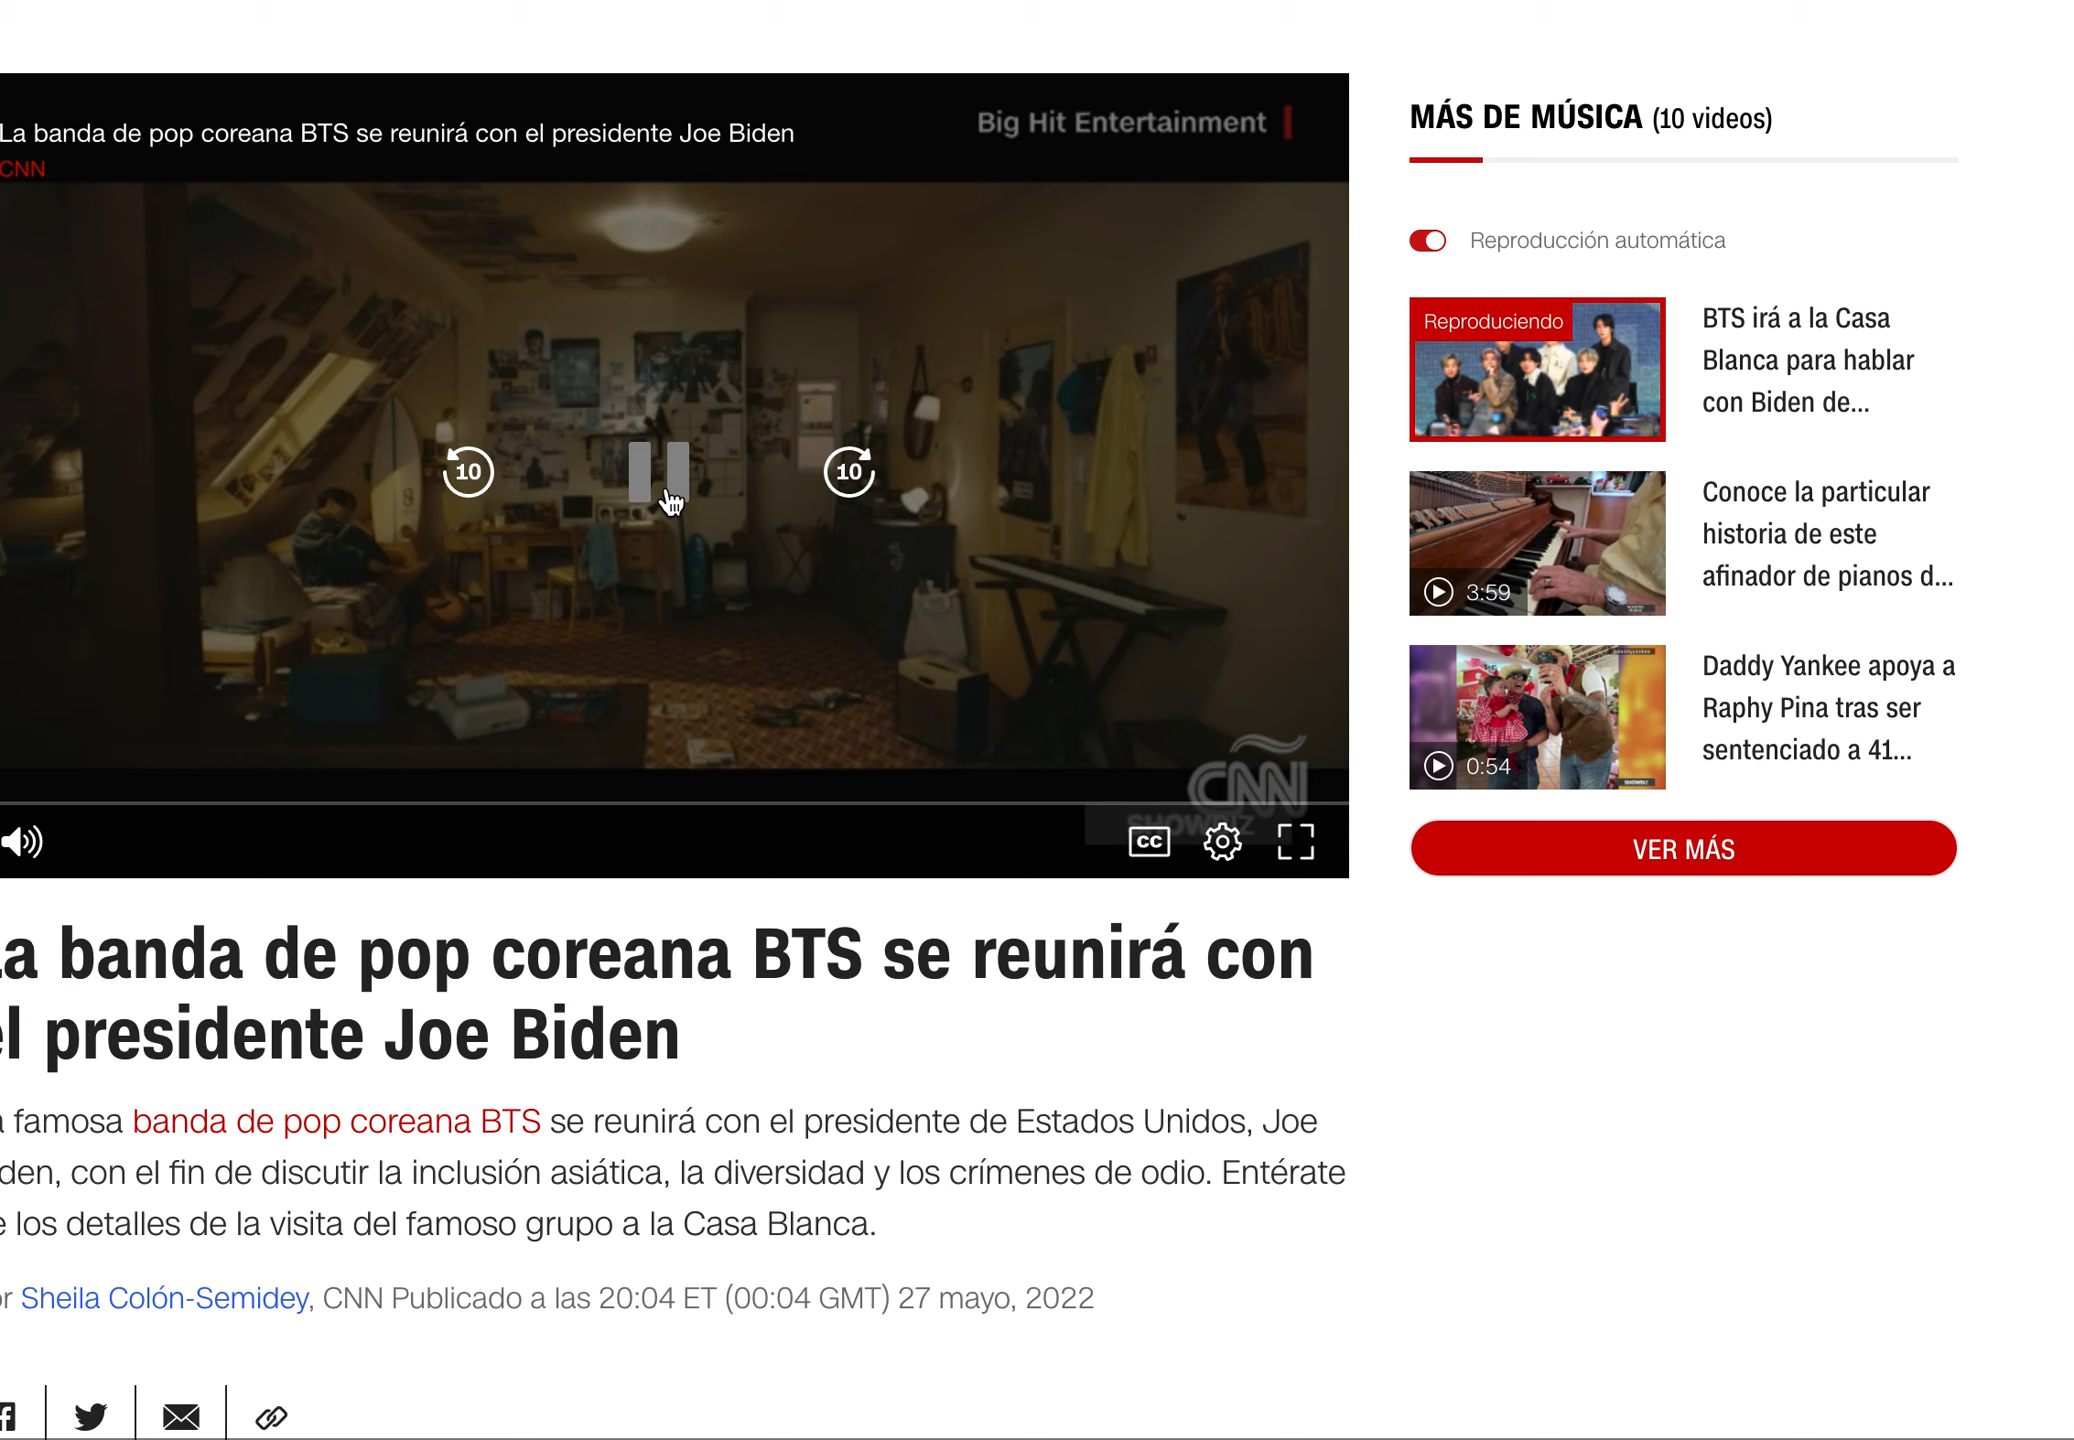 La banda de pop coreana BTS se reunirá con el presidente Joe Biden
CNN
Big Hit Entertainment
10
10
CNN
SHOWBIZ
CC
MÁS DE MÚSICA (10 videos)
Reproducción automática
Reproduciendo
BTS irá a la Casa
Blanca para hablar
con Biden de...
3:59
Conoce la particular
historia de este
afinador de pianos d...
0:54
Daddy Yankee apoya a
Raphy Pina tras ser
sentenciado a 41...
VER MÁS
La banda de pop coreana BTS se reunirá con
el presidente Joe Biden
a famosa banda de pop coreana BTS se reunirá con el presidente de Estados Unidos, Joe
iden, con el fin de discutir la inclusión asiática, la diversidad y los crímenes de odio. Entérate
e los detalles de la visita del famoso grupo a la Casa Blanca.
or Sheila Colón-Semidey, CNN Publicado a las 20:04 ET (00:04 GMT) 27 mayo, 2022